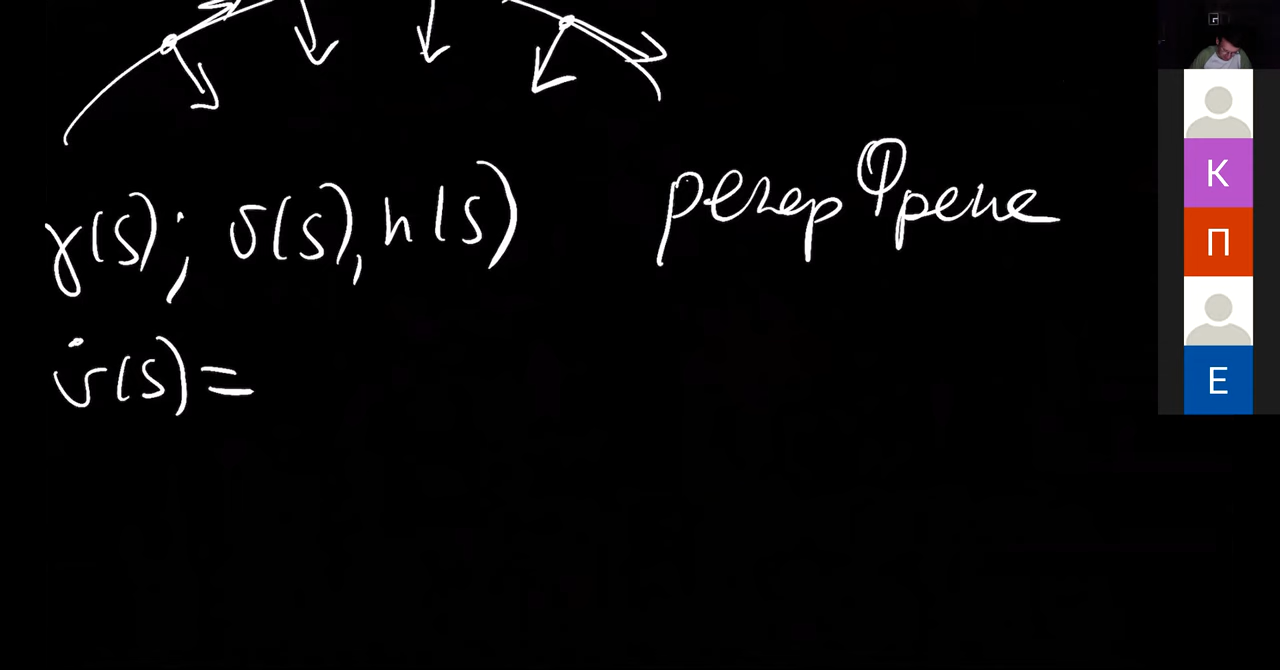 γ(s); v(s), n(s) репер Френе
v̇(s) =
К
П
Е